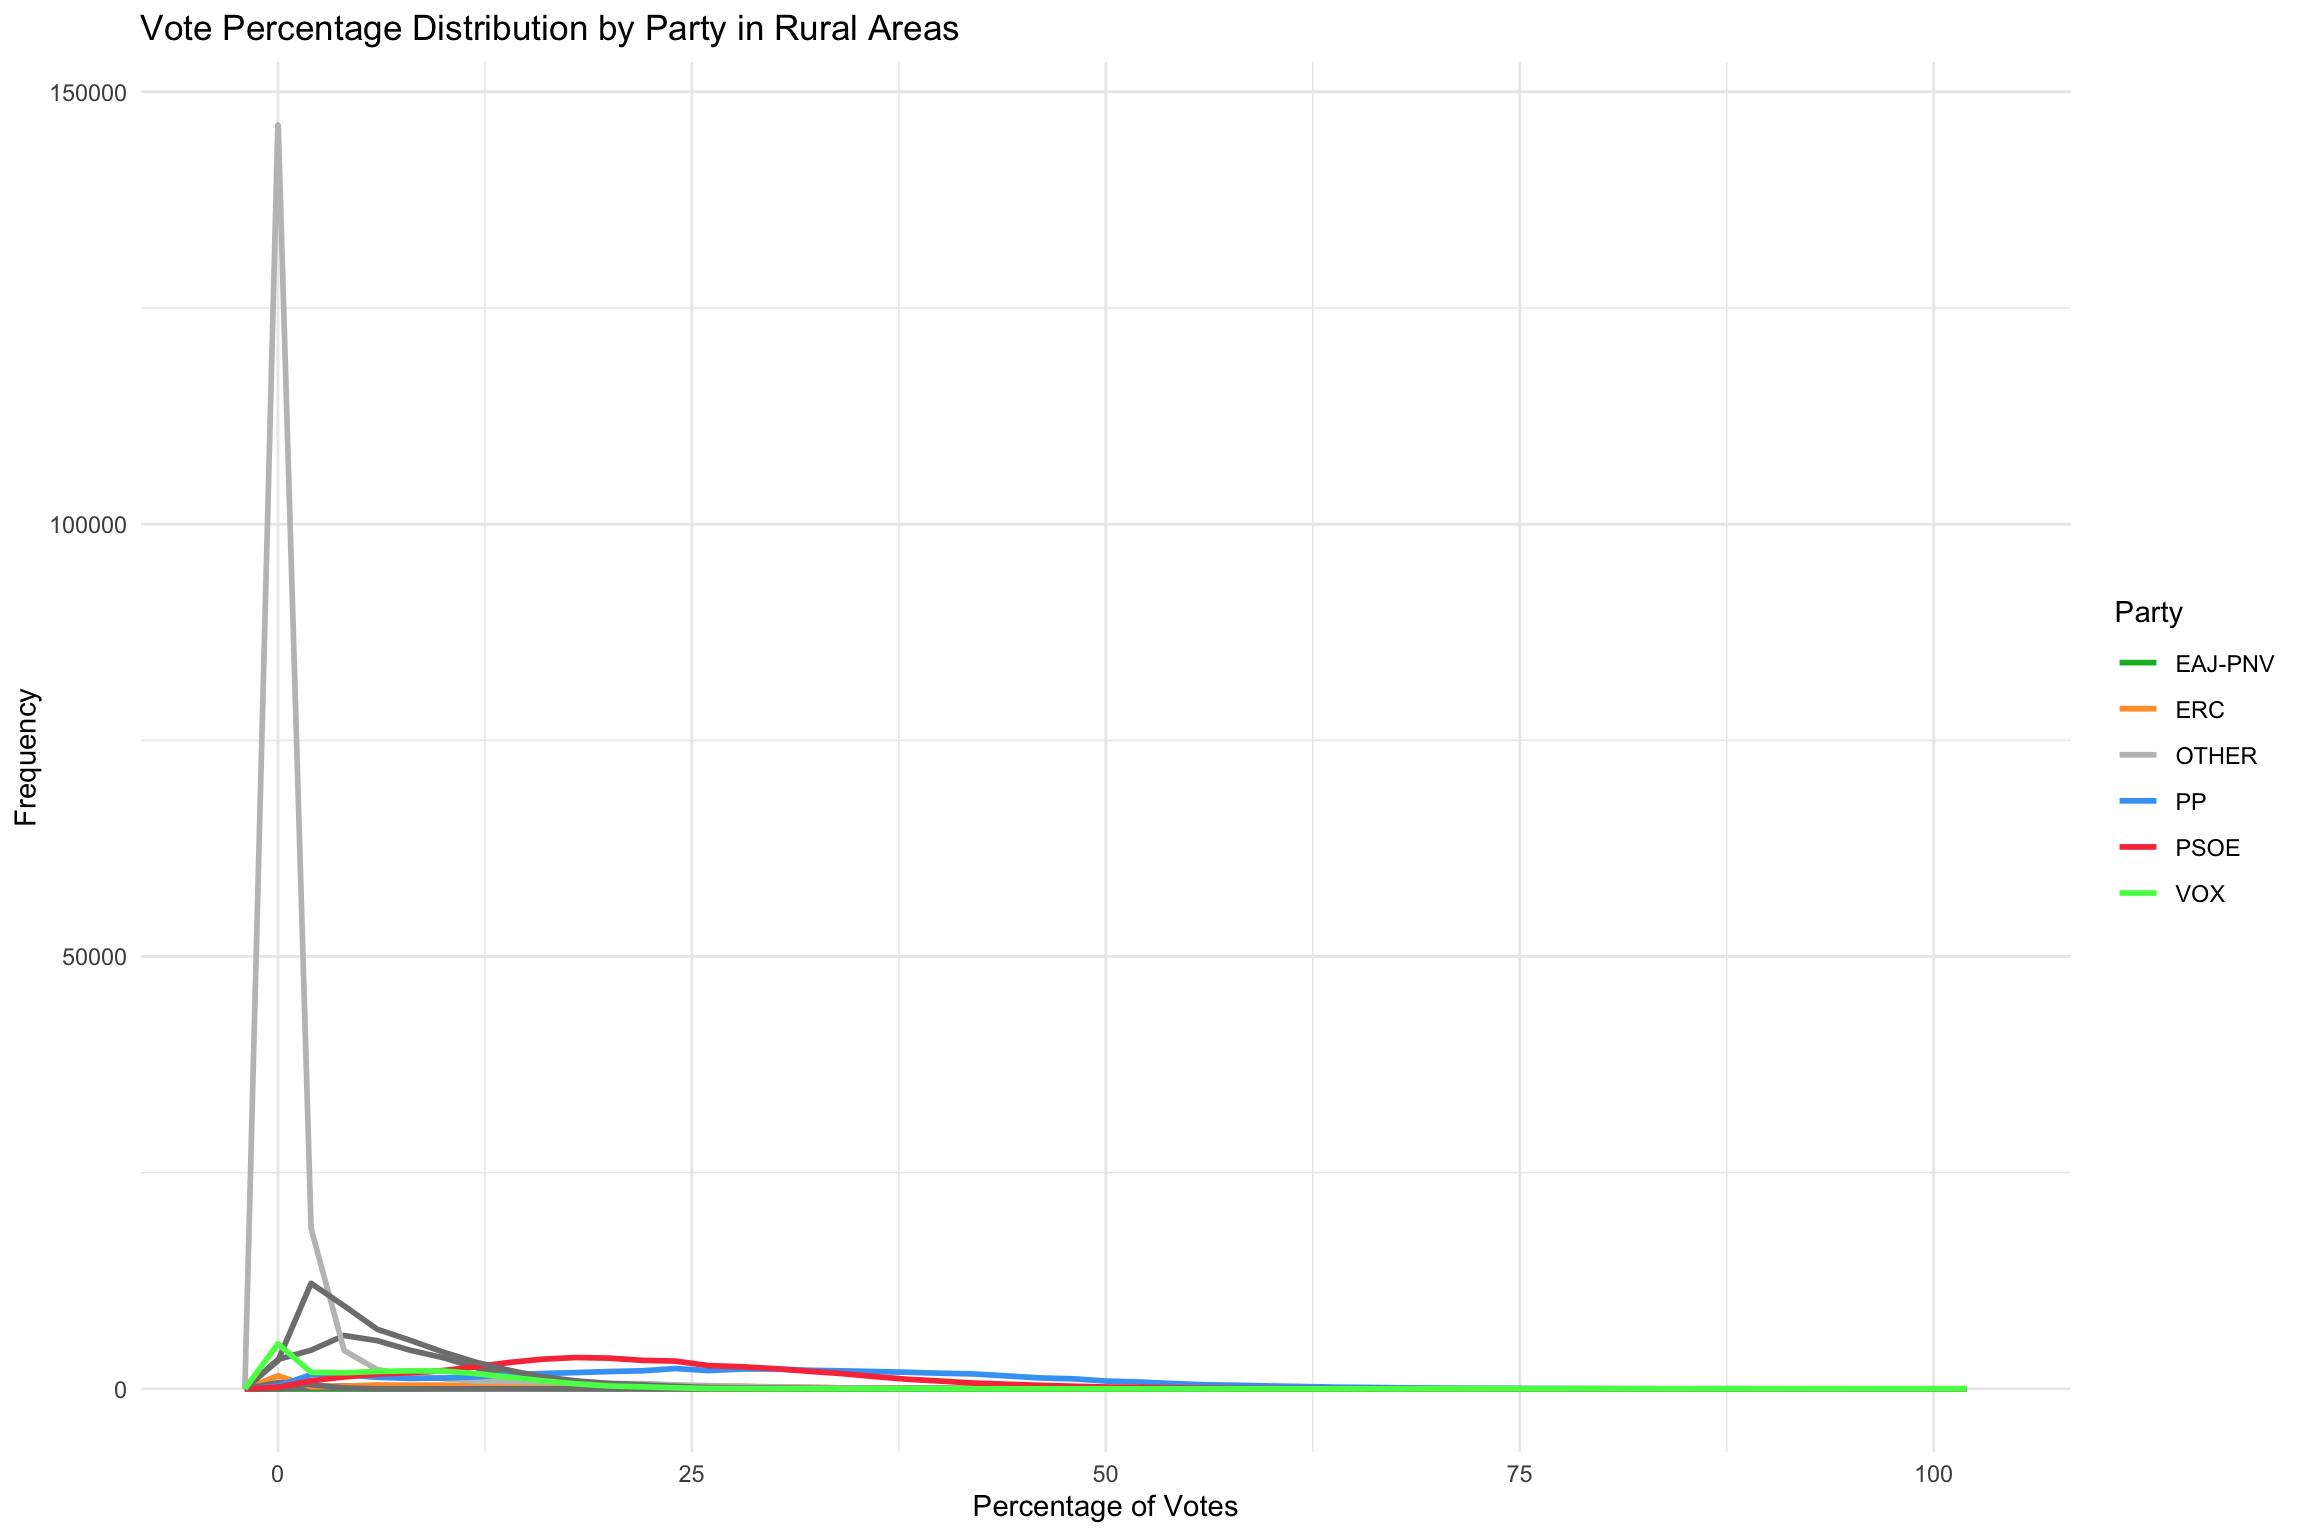 Vote Percentage Distribution by Party in Rural Areas
150000
100000
50000
0
Frequency
0 25 50 75 100
Percentage of Votes
Party
EAJ-PNV
ERC
OTHER
PP
PSOE
VOX